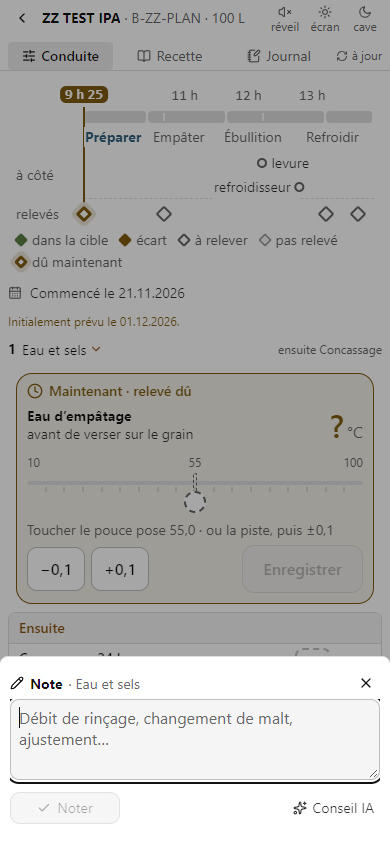 ZZ TEST IPA · B-ZZ-PLAN · 100 L
réveil écran cave
Conduite Recette Journal à jour
9 h 25 11 h 12 h 13 h
Préparer Empâter Ébullition Refroidir
levure
à côté
refroidisseur
relevés
dans la cible écart à relever pas relevé
dû maintenant
Commencé le 21.11.2026
Initialement prévu le 01.12.2026.
1 Eau et sels ensuite Concassage
Maintenant · relevé dû
Eau d’empâtage
avant de verser sur le grain
? °C
10 55 100
Toucher le pouce pose 55,0 · ou la piste, puis ±0,1
−0,1 +0,1 Enregistrer
Ensuite
Note · Eau et sels
Débit de rinçage, changement de malt,
ajustement…
Noter Conseil IA